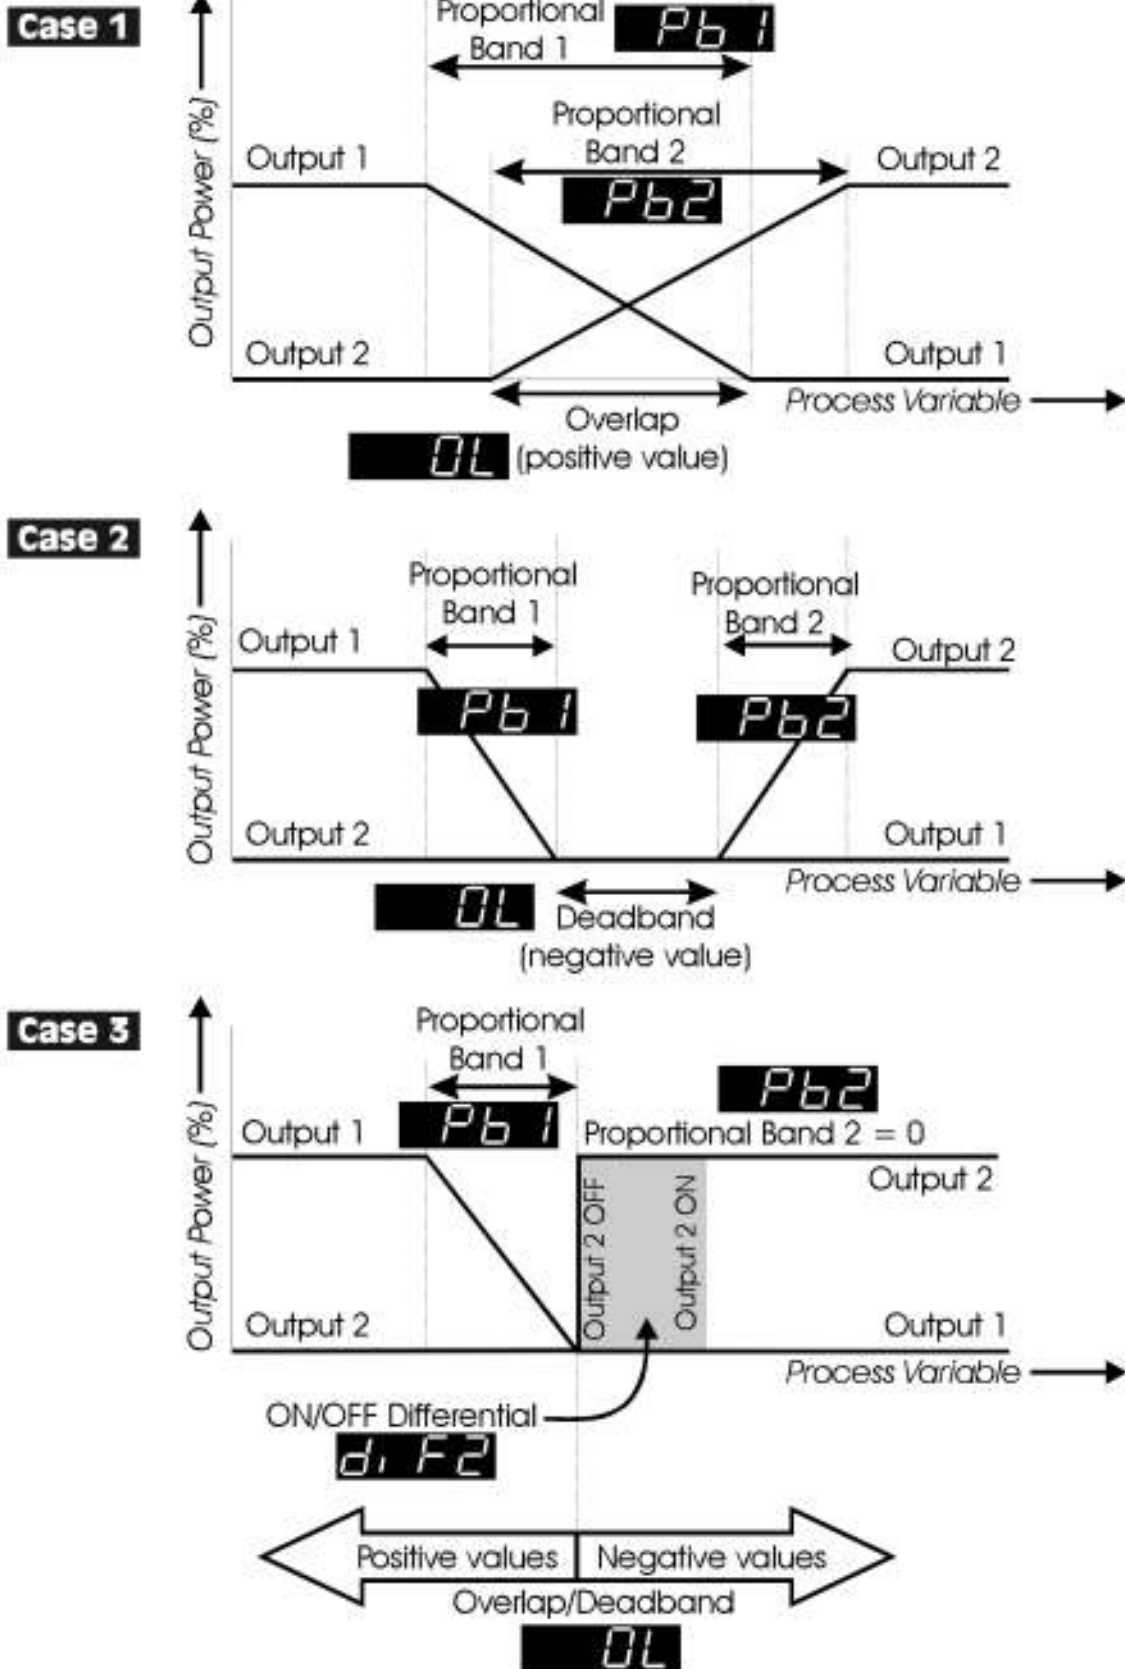 Case 1
Proportional
Band 1
Pb1
Output Power (%)
Proportional
Band 2
Pb2
Output 1
Output 2
Output 2
Output 1
Process Variable
Overlap
(positive value)
OL
Case 2
Proportional
Band 1
Proportional
Band 2
Output Power (%)
Output 1
Output 2
Pb1
Pb2
Output 2
Output 1
Process Variable
OL
Deadband
(negative value)
Case 3
Proportional
Band 1
Pb1
Pb2
Output Power (%)
Output 1
Proportional Band 2 = 0
Output 2
Output 2 OFF
Output 2 ON
Output 2
Output 1
Process Variable
ON/OFF Differential
diF2
Positive values
Negative values
Overlap/Deadband
OL